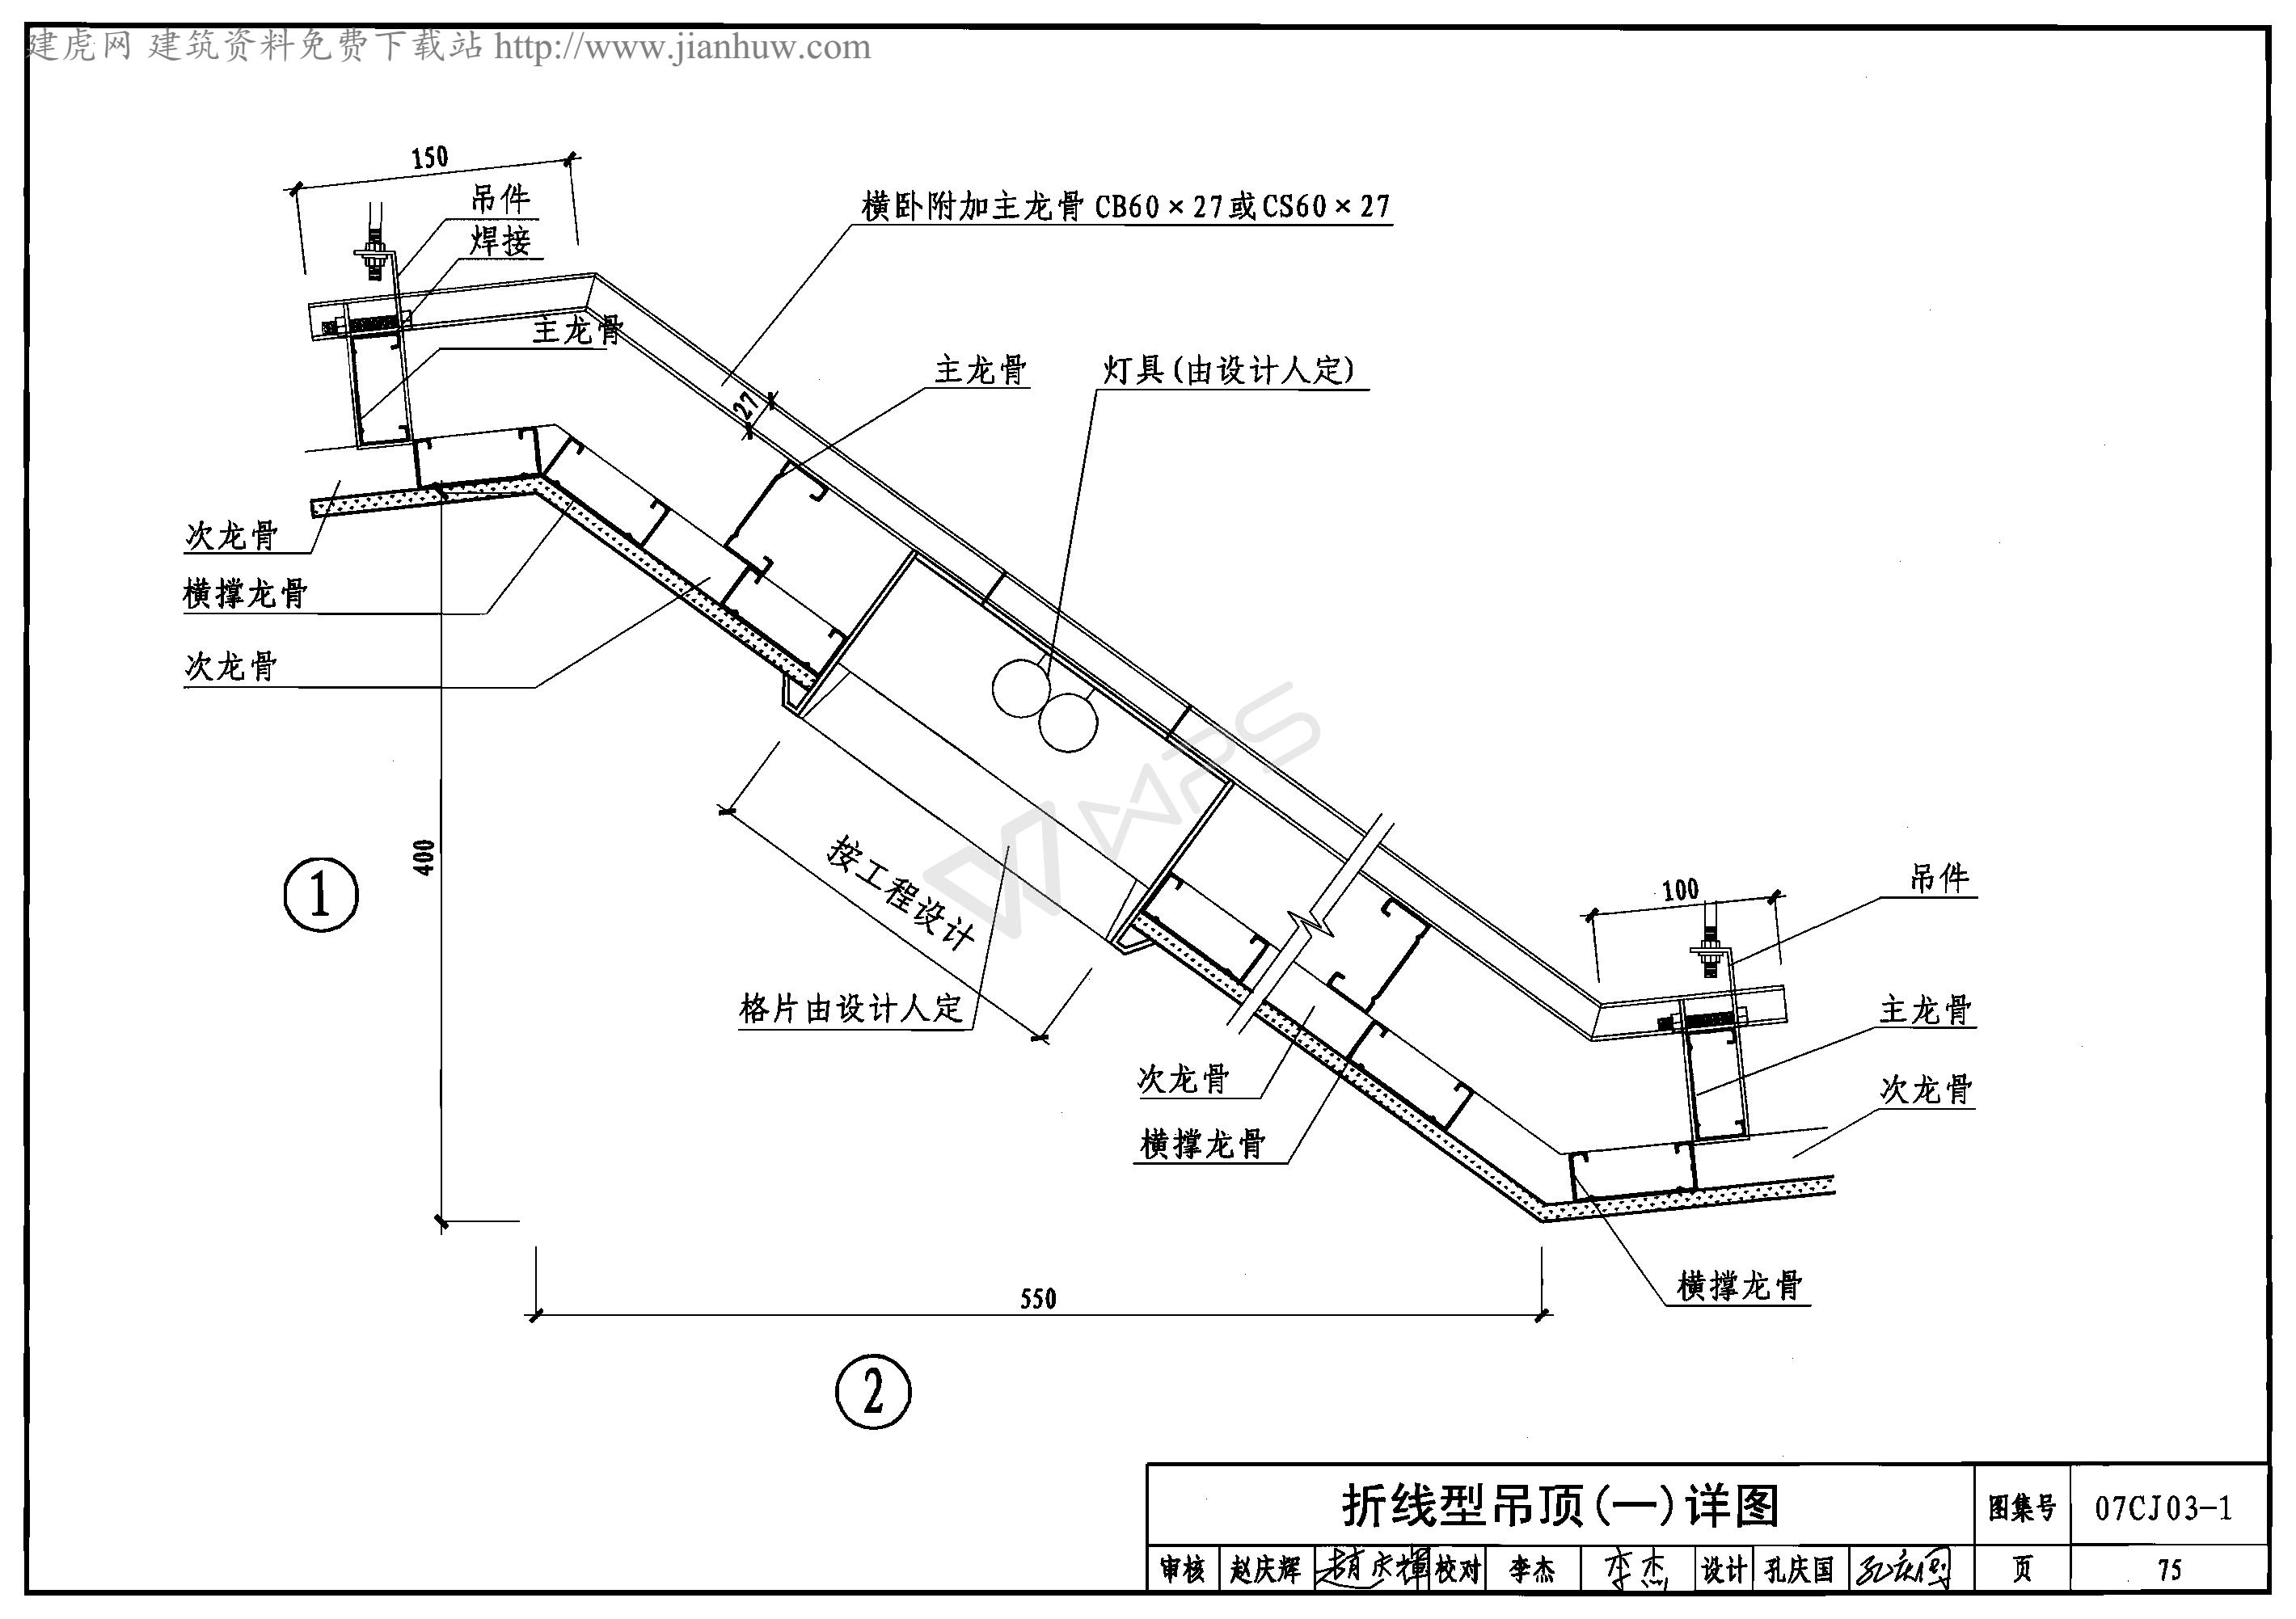 建虎网 建筑资料免费下载站 http://www.jianhuw.com
150
吊件
焊接
横卧附加主龙骨 CB60×27或CS60×27
主龙骨
主龙骨
灯具(由设计人定)
27
次龙骨
横撑龙骨
次龙骨
WPS
400
1
按工程设计
格片由设计人定
100
吊件
主龙骨
次龙骨
次龙骨
横撑龙骨
横撑龙骨
550
2
折线型吊顶(一)详图
图集号
07CJ03-1
审核 赵庆辉 校对 李杰 李杰 设计 孔庆国 孔庆国 页 75